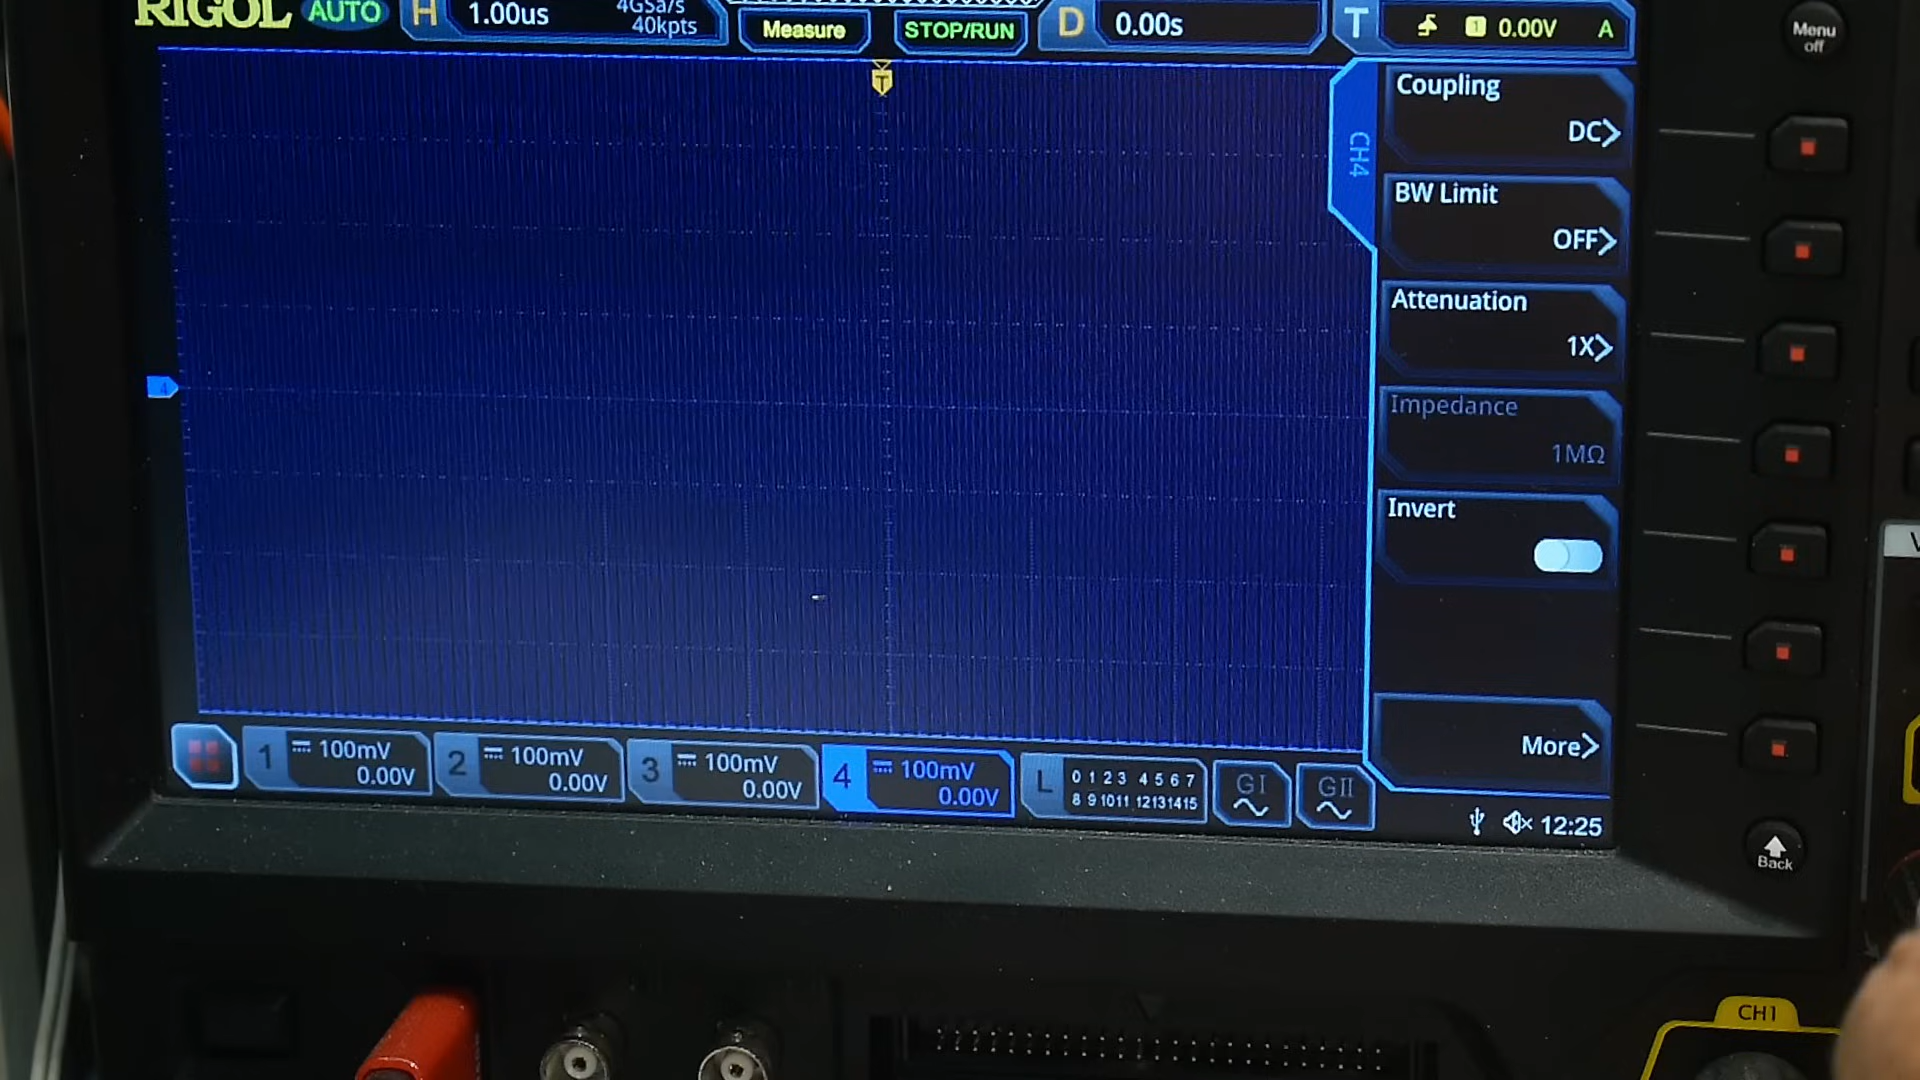 RIGOL AUTO H 1.00us 4GSa/s 40kpts Measure STOP/RUN D 0.00s T 1 0.00V A
Menu off
T
CH4
Coupling
DC>
BW Limit
OFF>
Attenuation
1X>
Impedance
1MΩ
Invert
More>
4
1 100mV 0.00V
2 100mV 0.00V
3 100mV 0.00V
4 100mV 0.00V
L 0 1 2 3 4 5 6 7
8 9 10 11 12 13 14 15
GI
GII
12:25
Back
CH1